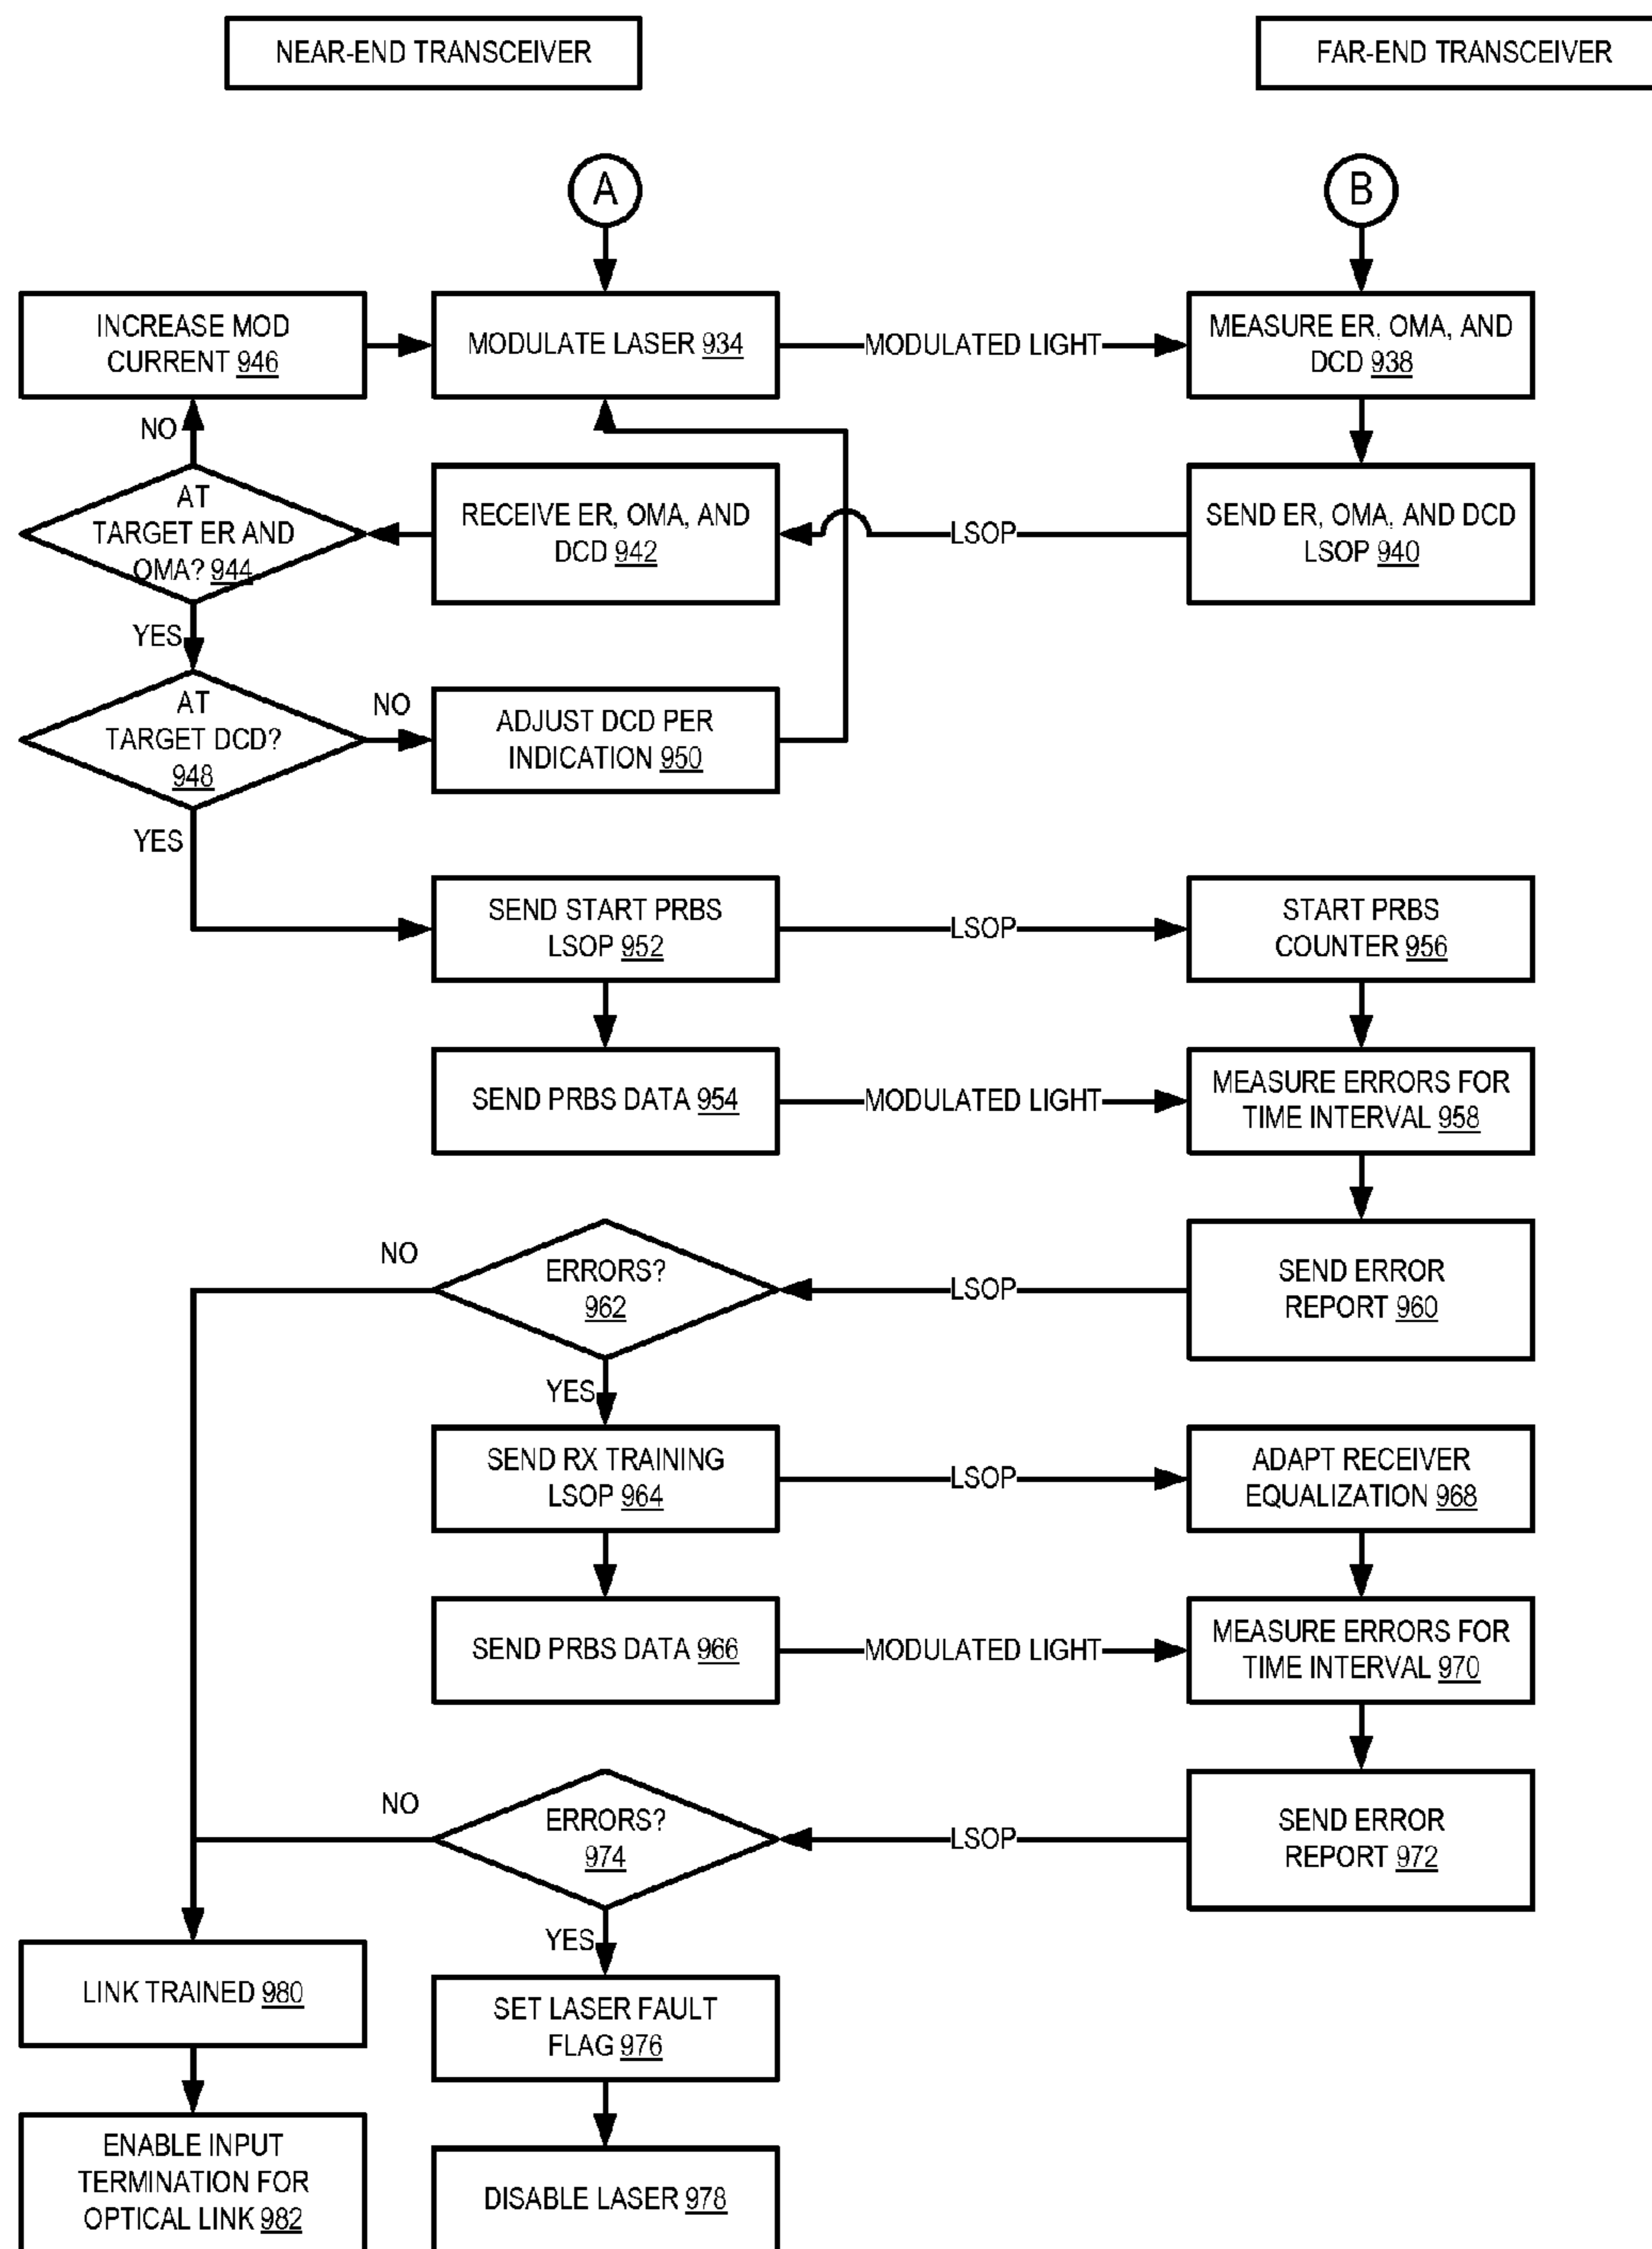 NEAR-END TRANSCEIVER
FAR-END TRANSCEIVER
A
B
INCREASE MOD
CURRENT 946
MODULATE LASER 934
MODULATED LIGHT
MEASURE ER, OMA, AND
DCD 938
NO
AT
TARGET ER AND
OMA? 944
RECEIVE ER, OMA, AND
DCD 942
LSOP
SEND ER, OMA, AND DCD
LSOP 940
YES
AT
TARGET DCD?
948
NO
ADJUST DCD PER
INDICATION 950
YES
SEND START PRBS
LSOP 952
LSOP
START PRBS
COUNTER 956
SEND PRBS DATA 954
MODULATED LIGHT
MEASURE ERRORS FOR
TIME INTERVAL 958
NO
ERRORS?
962
LSOP
SEND ERROR
REPORT 960
YES
SEND RX TRAINING
LSOP 964
LSOP
ADAPT RECEIVER
EQUALIZATION 968
SEND PRBS DATA 966
MODULATED LIGHT
MEASURE ERRORS FOR
TIME INTERVAL 970
NO
ERRORS?
974
LSOP
SEND ERROR
REPORT 972
YES
LINK TRAINED 980
SET LASER FAULT
FLAG 976
ENABLE INPUT
TERMINATION FOR
OPTICAL LINK 982
DISABLE LASER 978